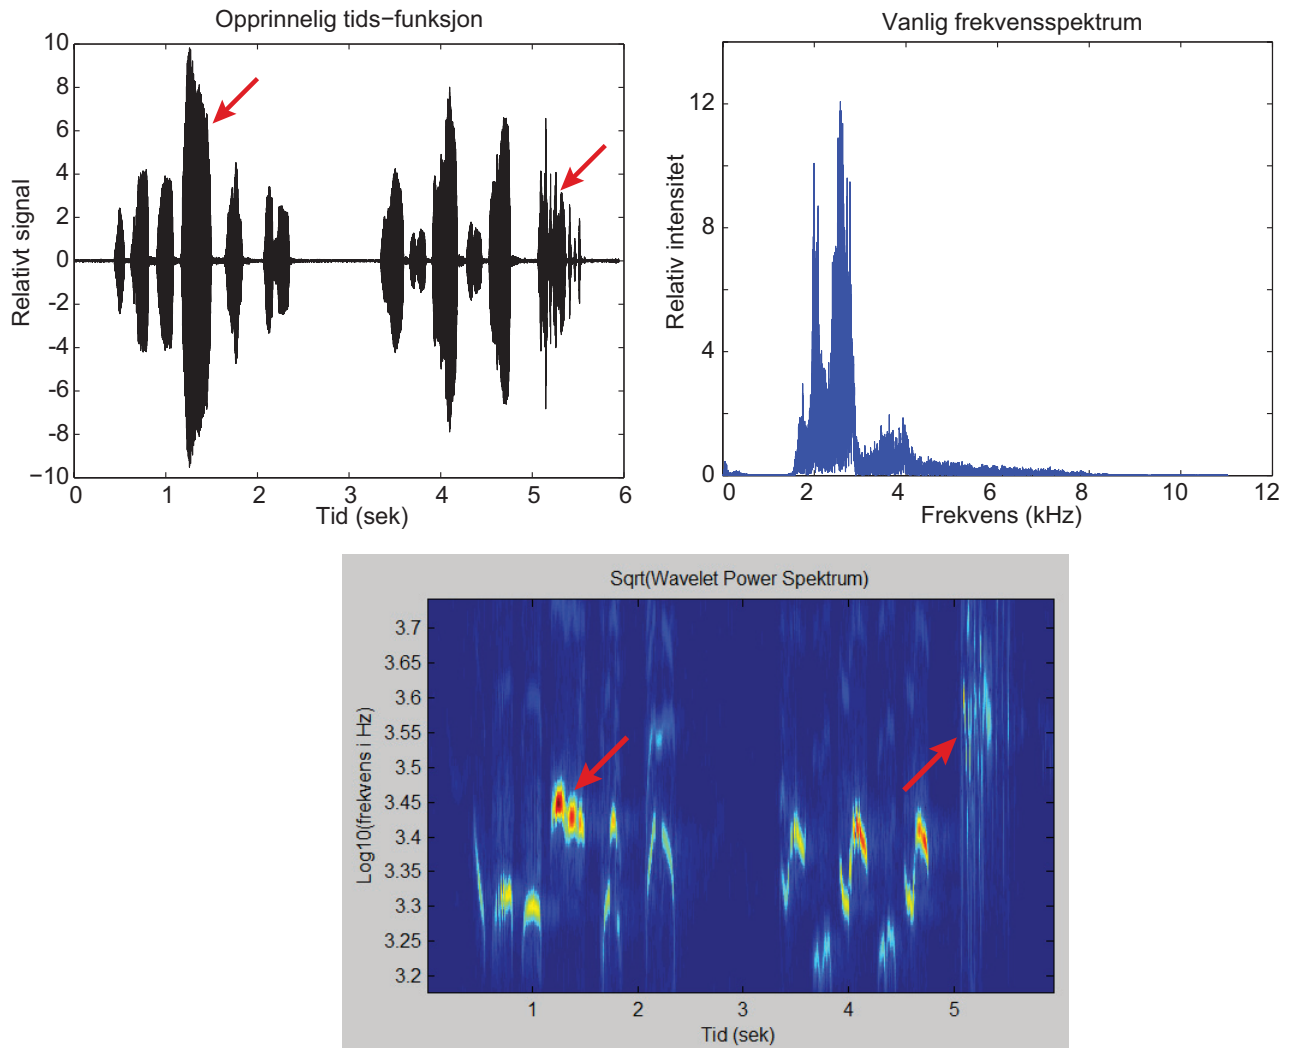 Opprinnelig tids−funksjon
10
8
6
4
2
0
-2
-4
-6
-8
−10
0 1 2 3 4 5 6
Relativt signal
Tid (sek)
Vanlig frekvensspektrum
12
8
4
0
0 2 4 6 8 10 12
Relativ intensitet
Frekvens (kHz)
Sqrt(Wavelet Power Spektrum)
3.7
3.65
3.6
3.55
3.5
3.45
3.4
3.35
3.3
3.25
3.2
1 2 3 4 5
Log10(frekvens i Hz)
Tid (sek)